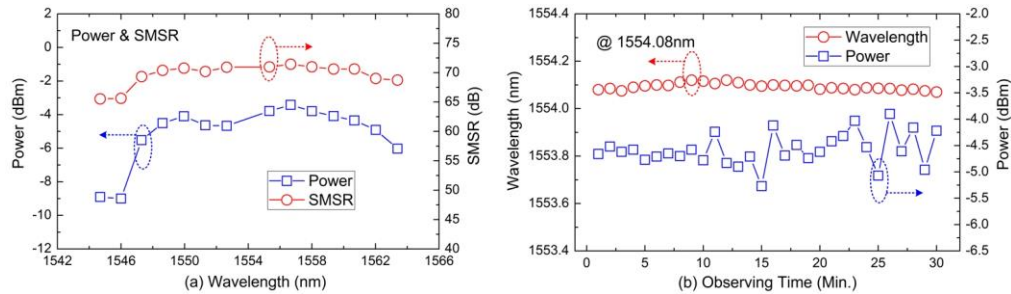 Power & SMSR
Power (dBm)
2
0
-2
-4
-6
-8
-10
-12
SMSR (dB)
80
75
70
65
60
55
50
45
40
Power
SMSR
1542 1546 1550 1554 1558 1562 1566
(a) Wavelength (nm)
@ 1554.08nm
Wavelength
Power
Wavelength (nm)
1554.4
1554.2
1554.0
1553.8
1553.6
1553.4
Power (dBm)
-2.0
-2.5
-3.0
-3.5
-4.0
-4.5
-5.0
-5.5
-6.0
-6.5
0 5 10 15 20 25 30
(b) Observing Time (Min.)